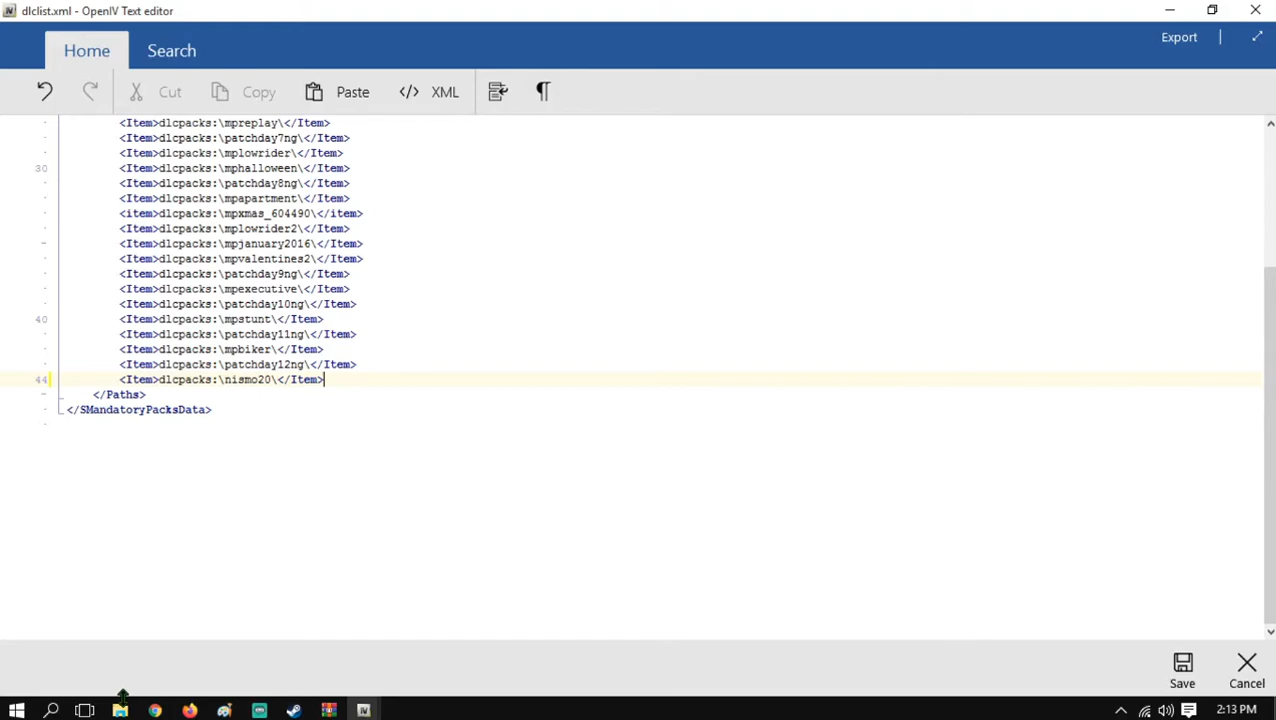 dlclist.xml - OpenIV Text editor
Home Search Export
Cut Copy Paste XML
<Item>dlcpacks:\mpreplay\</Item>
<Item>dlcpacks:\patchday7ng\</Item>
<Item>dlcpacks:\mplowrider\</Item>
30 <Item>dlcpacks:\mphalloween\</Item>
<Item>dlcpacks:\patchday8ng\</Item>
<Item>dlcpacks:\mpapartment\</Item>
<item>dlcpacks:\mpxmas_604490\</item>
<Item>dlcpacks:\mplowrider2\</Item>
<Item>dlcpacks:\mpjanuary2016\</Item>
<Item>dlcpacks:\mpvalentines2\</Item>
<Item>dlcpacks:\patchday9ng\</Item>
<Item>dlcpacks:\mpexecutive\</Item>
<Item>dlcpacks:\patchday10ng\</Item>
40 <Item>dlcpacks:\mpstunt\</Item>
<Item>dlcpacks:\patchday11ng\</Item>
<Item>dlcpacks:\mpbiker\</Item>
<Item>dlcpacks:\patchday12ng\</Item>
44 <Item>dlcpacks:\nismo20\</Item>
</Paths>
</SMandatoryPacksData>
Save Cancel
2:13 PM